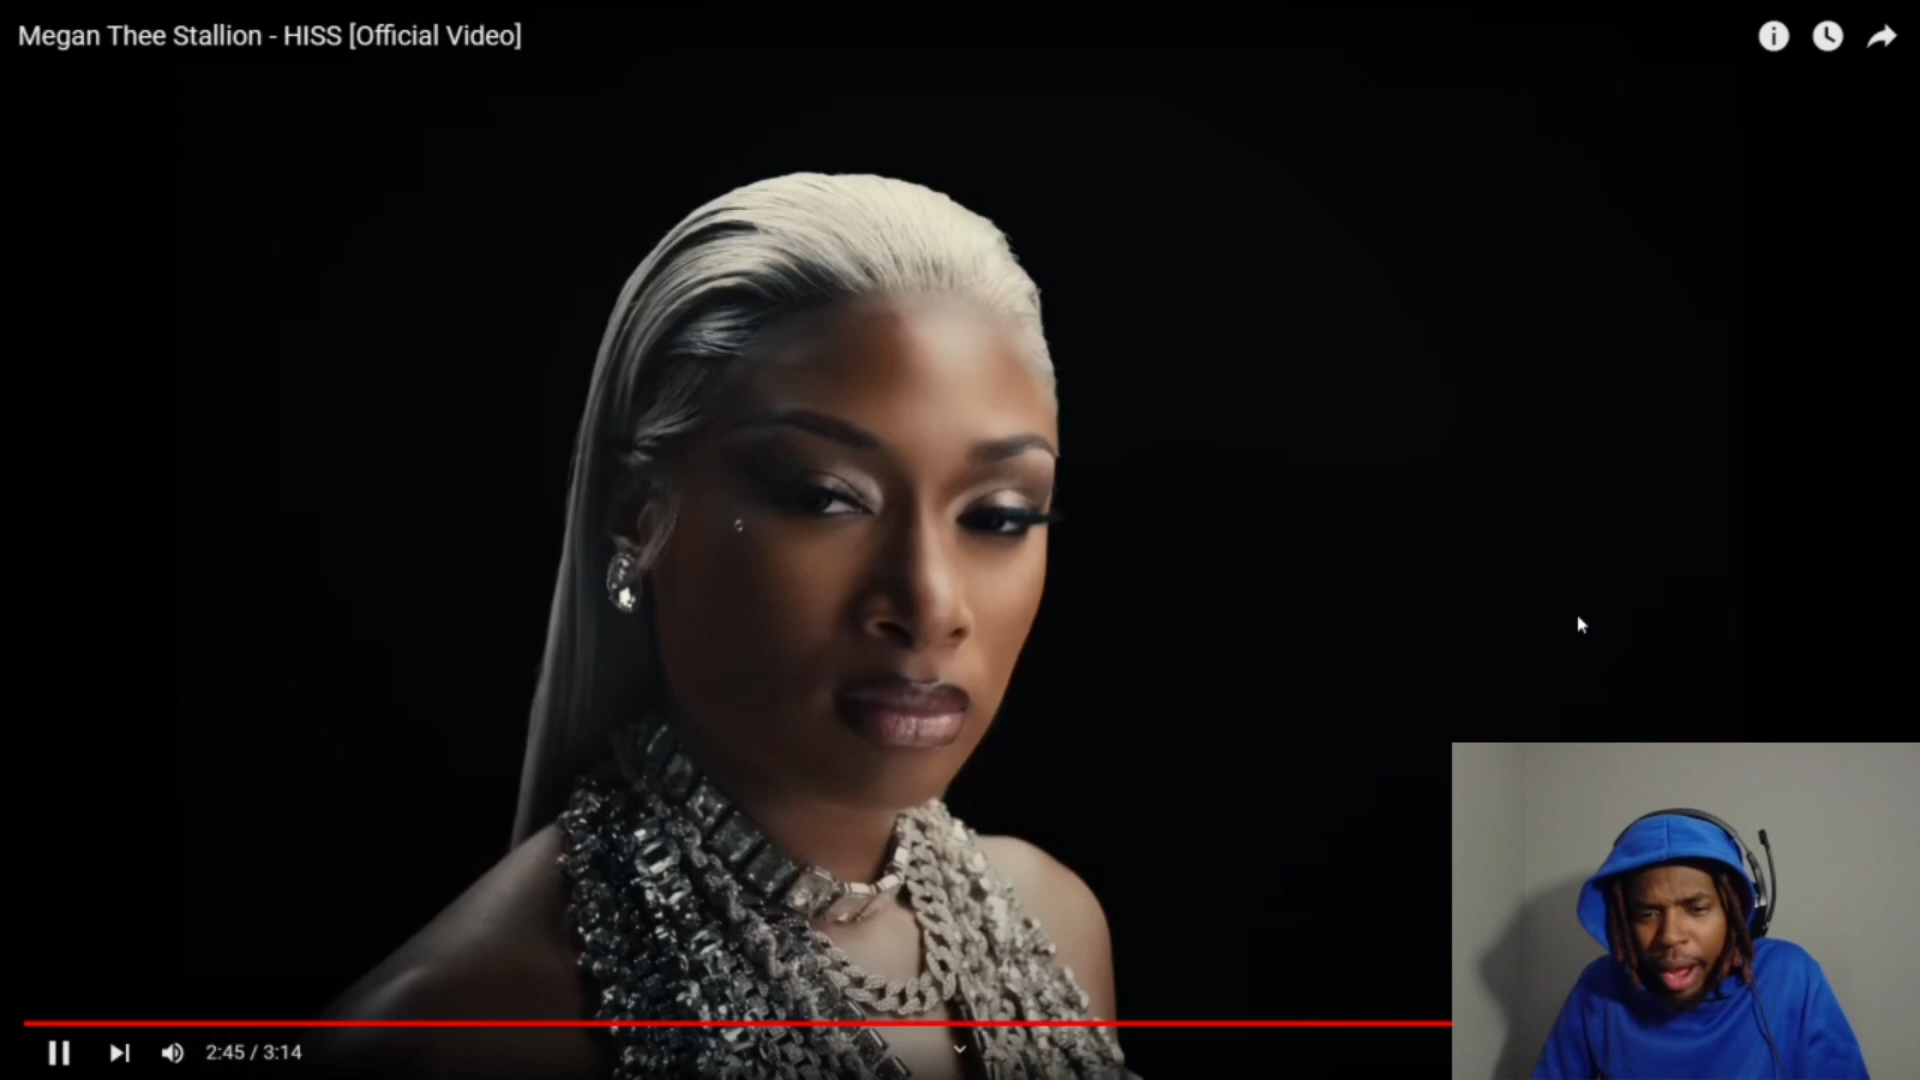 Megan Thee Stallion - HISS [Official Video]
2:45 / 3:14